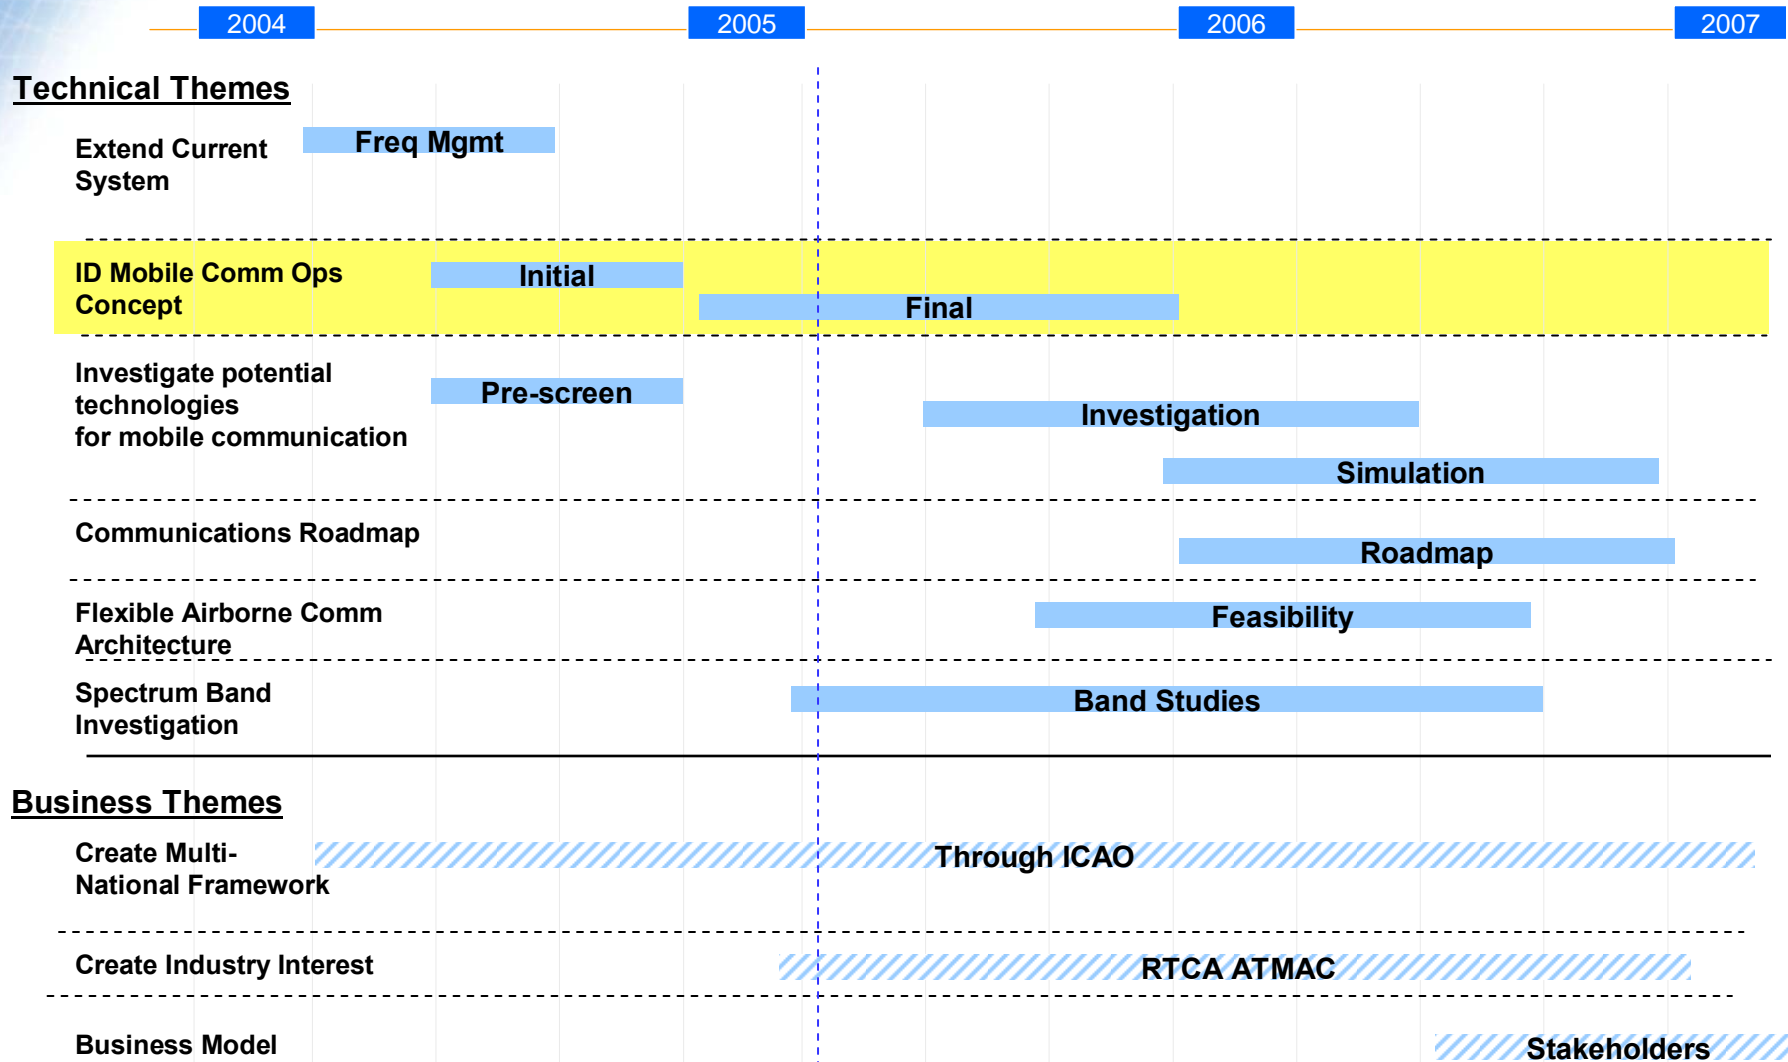 2004
2005
2006
2007
Technical Themes
Extend Current
System
Freq Mgmt
ID Mobile Comm Ops
Concept
Initial
Final
Investigate potential
technologies
for mobile communication
Pre-screen
Investigation
Simulation
Communications Roadmap
Roadmap
Flexible Airborne Comm
Architecture
Feasibility
Spectrum Band
Investigation
Band Studies
Business Themes
Create Multi-
National Framework
Through ICAO
Create Industry Interest
RTCA ATMAC
Business Model
Stakeholders